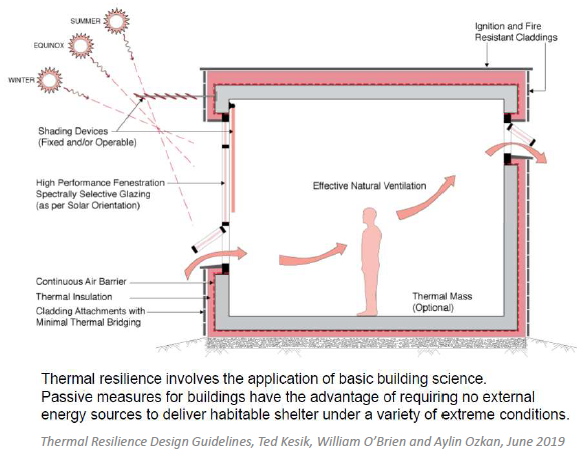 SUMMER
EQUINOX
WINTER
Ignition and Fire
Resistant Claddings
Shading Devices
(Fixed and/or Operable)
High Performance Fenestration
Spectrally Selective Glazing
(as per Solar Orientation)
Effective Natural Ventilation
Continuous Air Barrier
Thermal Insulation
Cladding Attachments with
Minimal Thermal Bridging
Thermal Mass
(Optional)
Thermal resilience involves the application of basic building science.
Passive measures for buildings have the advantage of requiring no external
energy sources to deliver habitable shelter under a variety of extreme conditions.
Thermal Resilience Design Guidelines, Ted Kesik, William O’Brien and Aylin Ozkan, June 2019